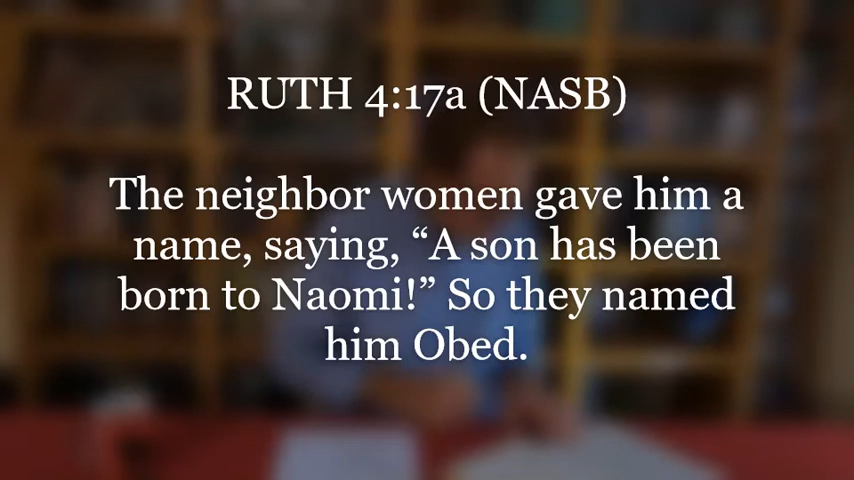 RUTH 4:17a (NASB)
The neighbor women gave him a
name, saying, “A son has been
born to Naomi!” So they named
him Obed.